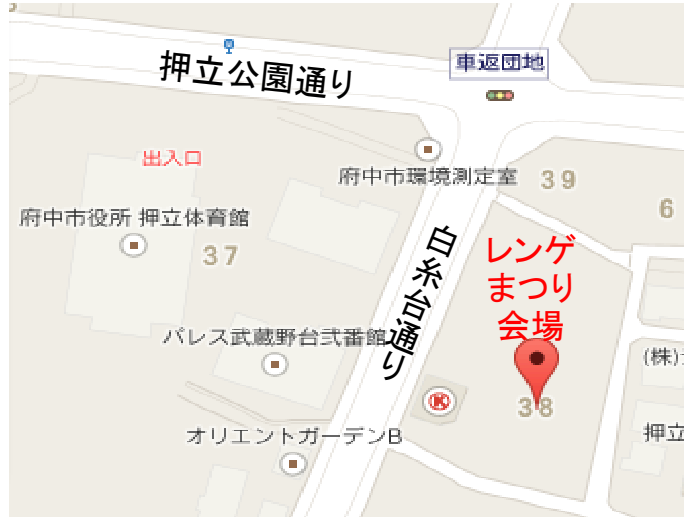 押立公園通り
車返団地
出入口
府中市環境測定室
39
6
府中市役所 押立体育館
37
白糸台通り
レンゲ
まつり
会場
パレス武蔵野台弐番館
(株)
K
38
オリエントガーデンB
押立